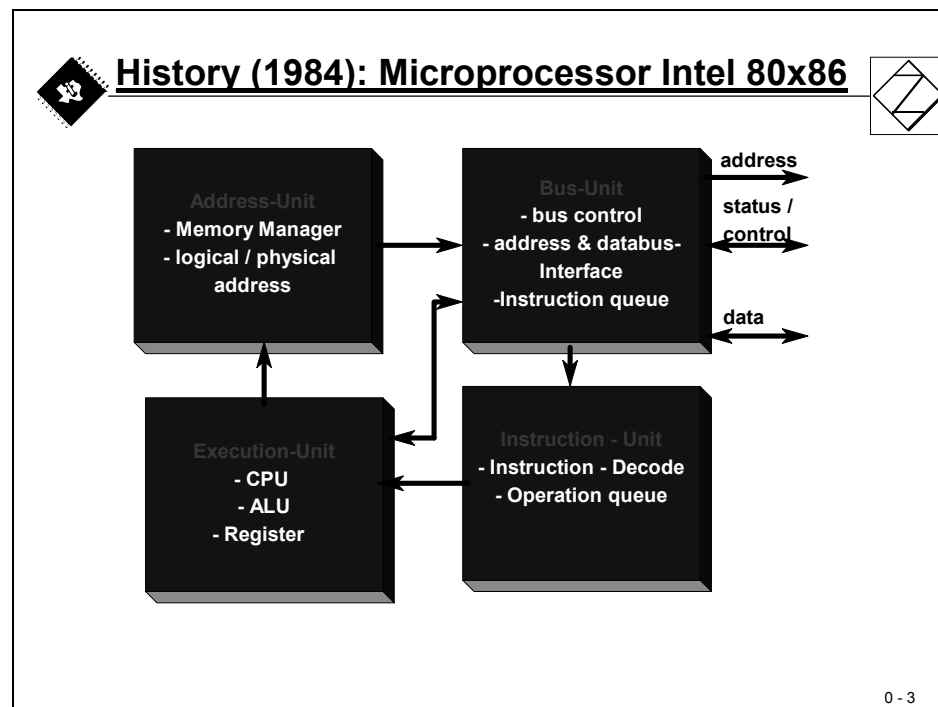 History (1984): Microprocessor Intel 80x86
Address-Unit
- Memory Manager
- logical / physical
address
Bus-Unit
- bus control
- address & databus-
Interface
-Instruction queue
address
status /
control
data
Execution-Unit
- CPU
- ALU
- Register
Instruction - Unit
- Instruction - Decode
- Operation queue
0 - 3